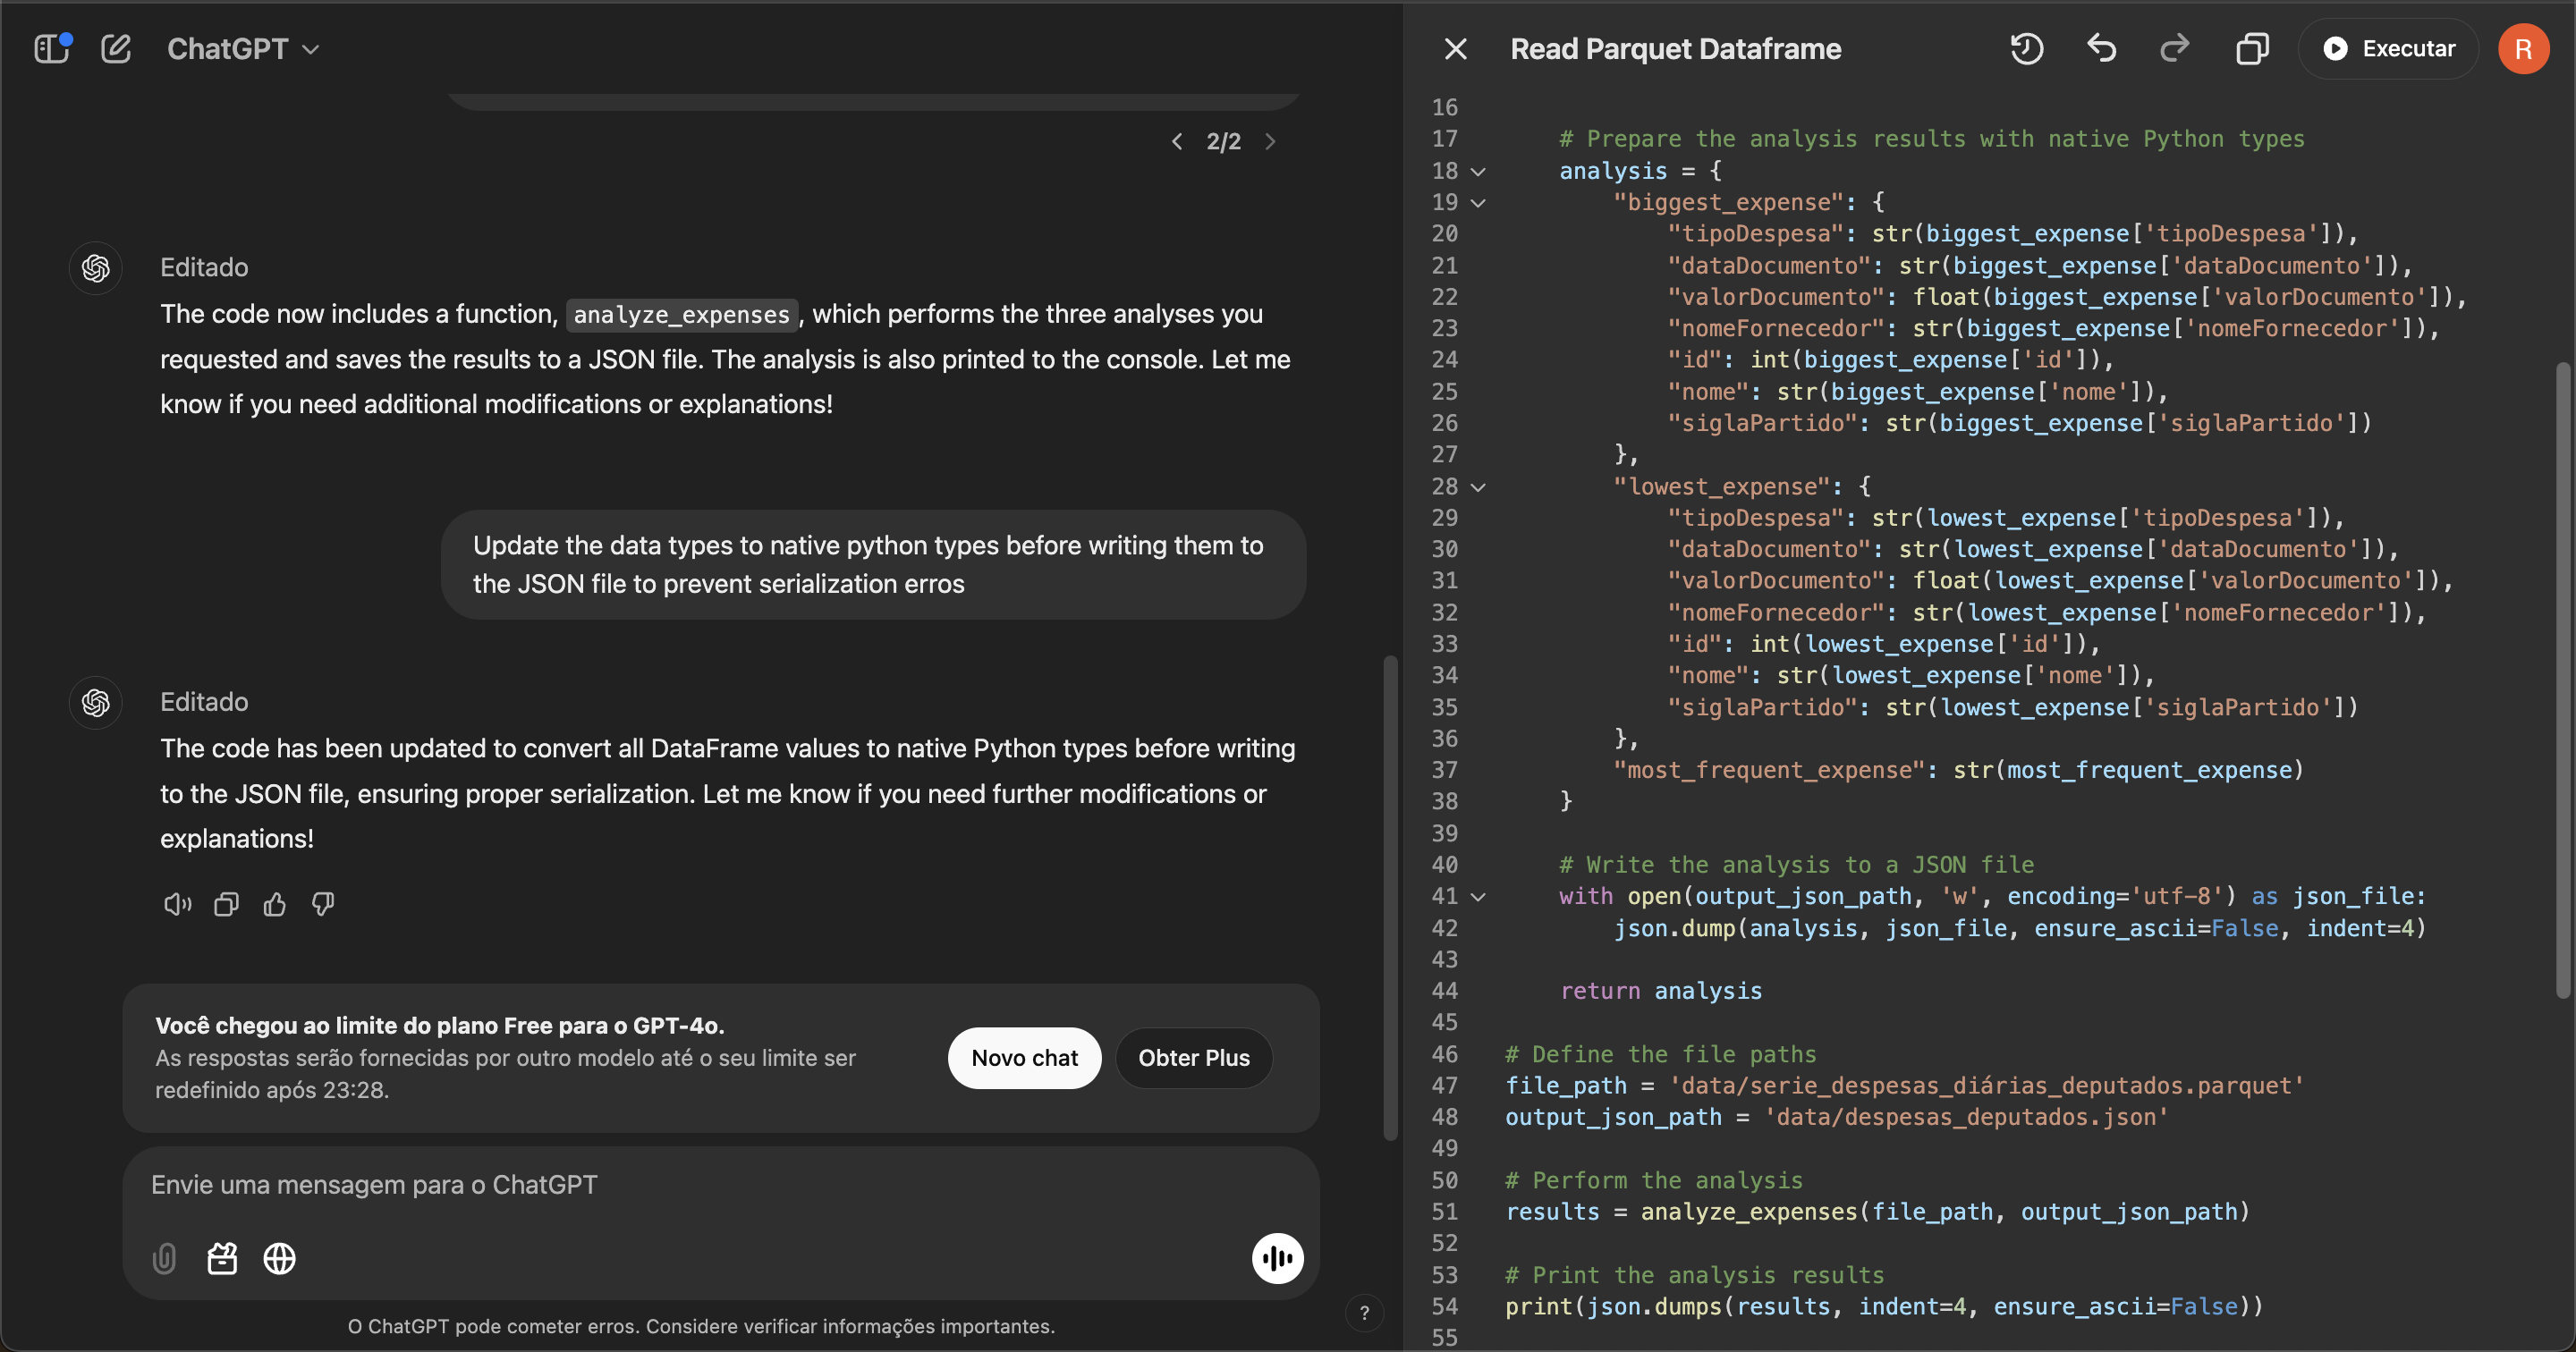 ChatGPT
2/2
Editado
The code now includes a function, analyze_expenses, which performs the three analyses you
requested and saves the results to a JSON file. The analysis is also printed to the console. Let me
know if you need additional modifications or explanations!
Update the data types to native python types before writing them to
the JSON file to prevent serialization erros
Editado
The code has been updated to convert all DataFrame values to native Python types before writing
to the JSON file, ensuring proper serialization. Let me know if you need further modifications or
explanations!
Você chegou ao limite do plano Free para o GPT-4o.
As respostas serão fornecidas por outro modelo até o seu limite ser
redefinido após 23:28.
Novo chat
Obter Plus
Envie uma mensagem para o ChatGPT
O ChatGPT pode cometer erros. Considere verificar informações importantes.
?
Read Parquet Dataframe
Executar
R
16
17     # Prepare the analysis results with native Python types
18     analysis = {
19         "biggest_expense": {
20             "tipoDespesa": str(biggest_expense['tipoDespesa']),
21             "dataDocumento": str(biggest_expense['dataDocumento']),
22             "valorDocumento": float(biggest_expense['valorDocumento']),
23             "nomeFornecedor": str(biggest_expense['nomeFornecedor']),
24             "id": int(biggest_expense['id']),
25             "nome": str(biggest_expense['nome']),
26             "siglaPartido": str(biggest_expense['siglaPartido'])
27         },
28         "lowest_expense": {
29             "tipoDespesa": str(lowest_expense['tipoDespesa']),
30             "dataDocumento": str(lowest_expense['dataDocumento']),
31             "valorDocumento": float(lowest_expense['valorDocumento']),
32             "nomeFornecedor": str(lowest_expense['nomeFornecedor']),
33             "id": int(lowest_expense['id']),
34             "nome": str(lowest_expense['nome']),
35             "siglaPartido": str(lowest_expense['siglaPartido'])
36         },
37         "most_frequent_expense": str(most_frequent_expense)
38     }
39
40     # Write the analysis to a JSON file
41     with open(output_json_path, 'w', encoding='utf-8') as json_file:
42         json.dump(analysis, json_file, ensure_ascii=False, indent=4)
43
44     return analysis
45
46 # Define the file paths
47 file_path = 'data/serie_despesas_diárias_deputados.parquet'
48 output_json_path = 'data/despesas_deputados.json'
49
50 # Perform the analysis
51 results = analyze_expenses(file_path, output_json_path)
52
53 # Print the analysis results
54 print(json.dumps(results, indent=4, ensure_ascii=False))
55